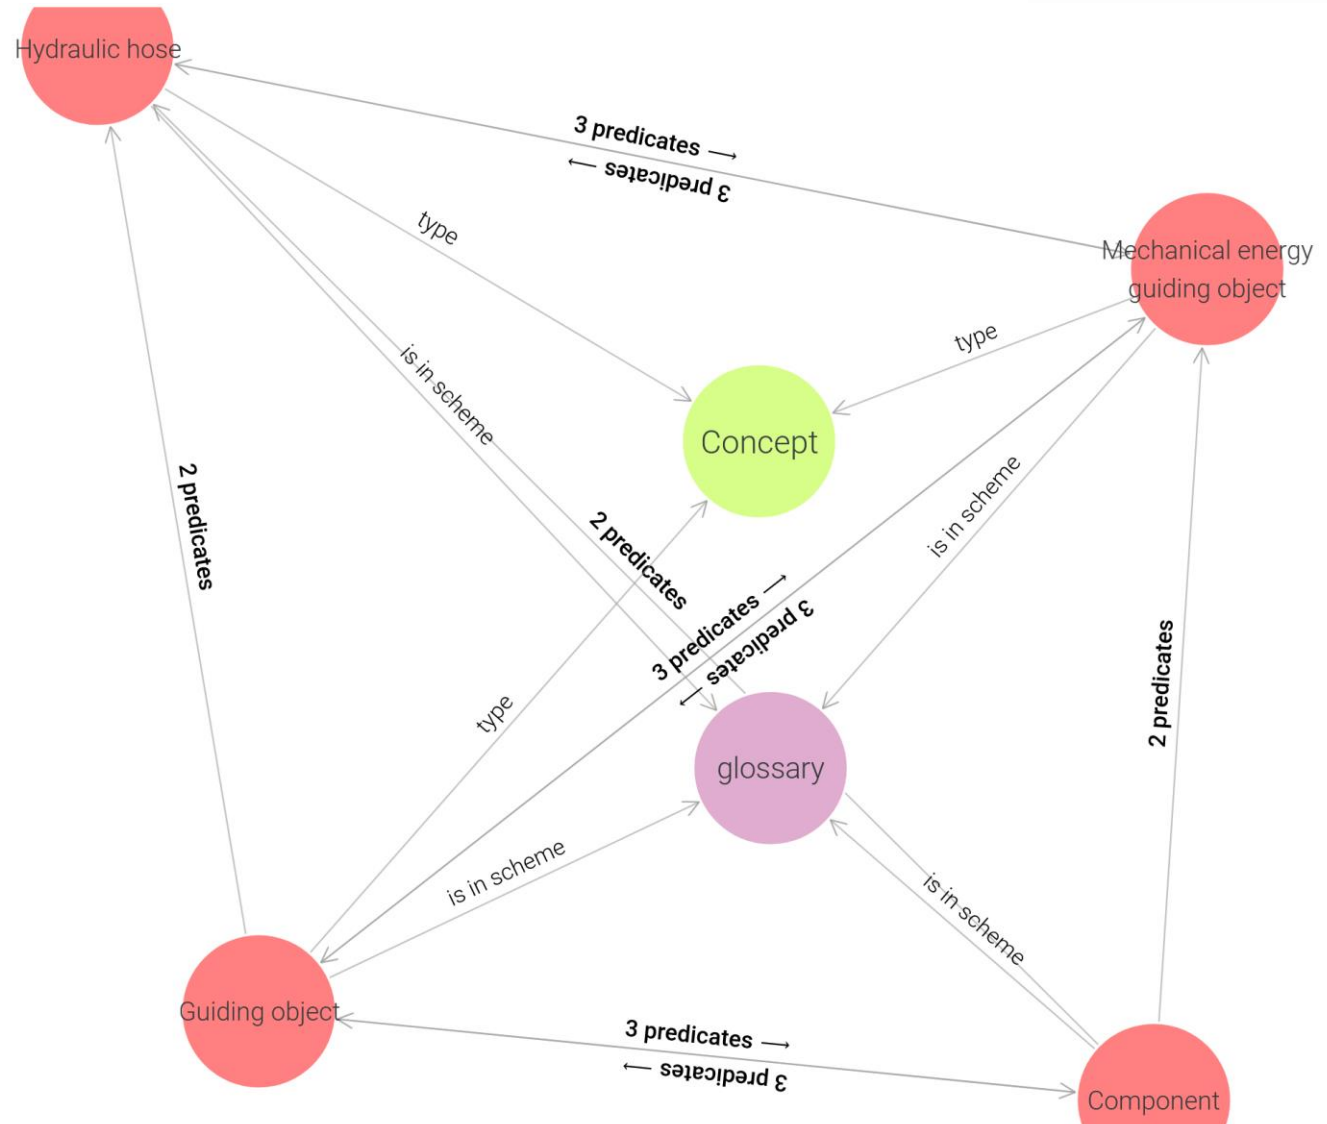 Hydraulic hose
3 predicates →
3 predicates →
type
Mechanical energy
guiding object
type
is in scheme
Concept
2 predicates
is in scheme
2 predicates
3 predicates →
3 predicates →
2 predicates
type
glossary
is in scheme
is in scheme
Guiding object
3 predicates →
3 predicates →
Component